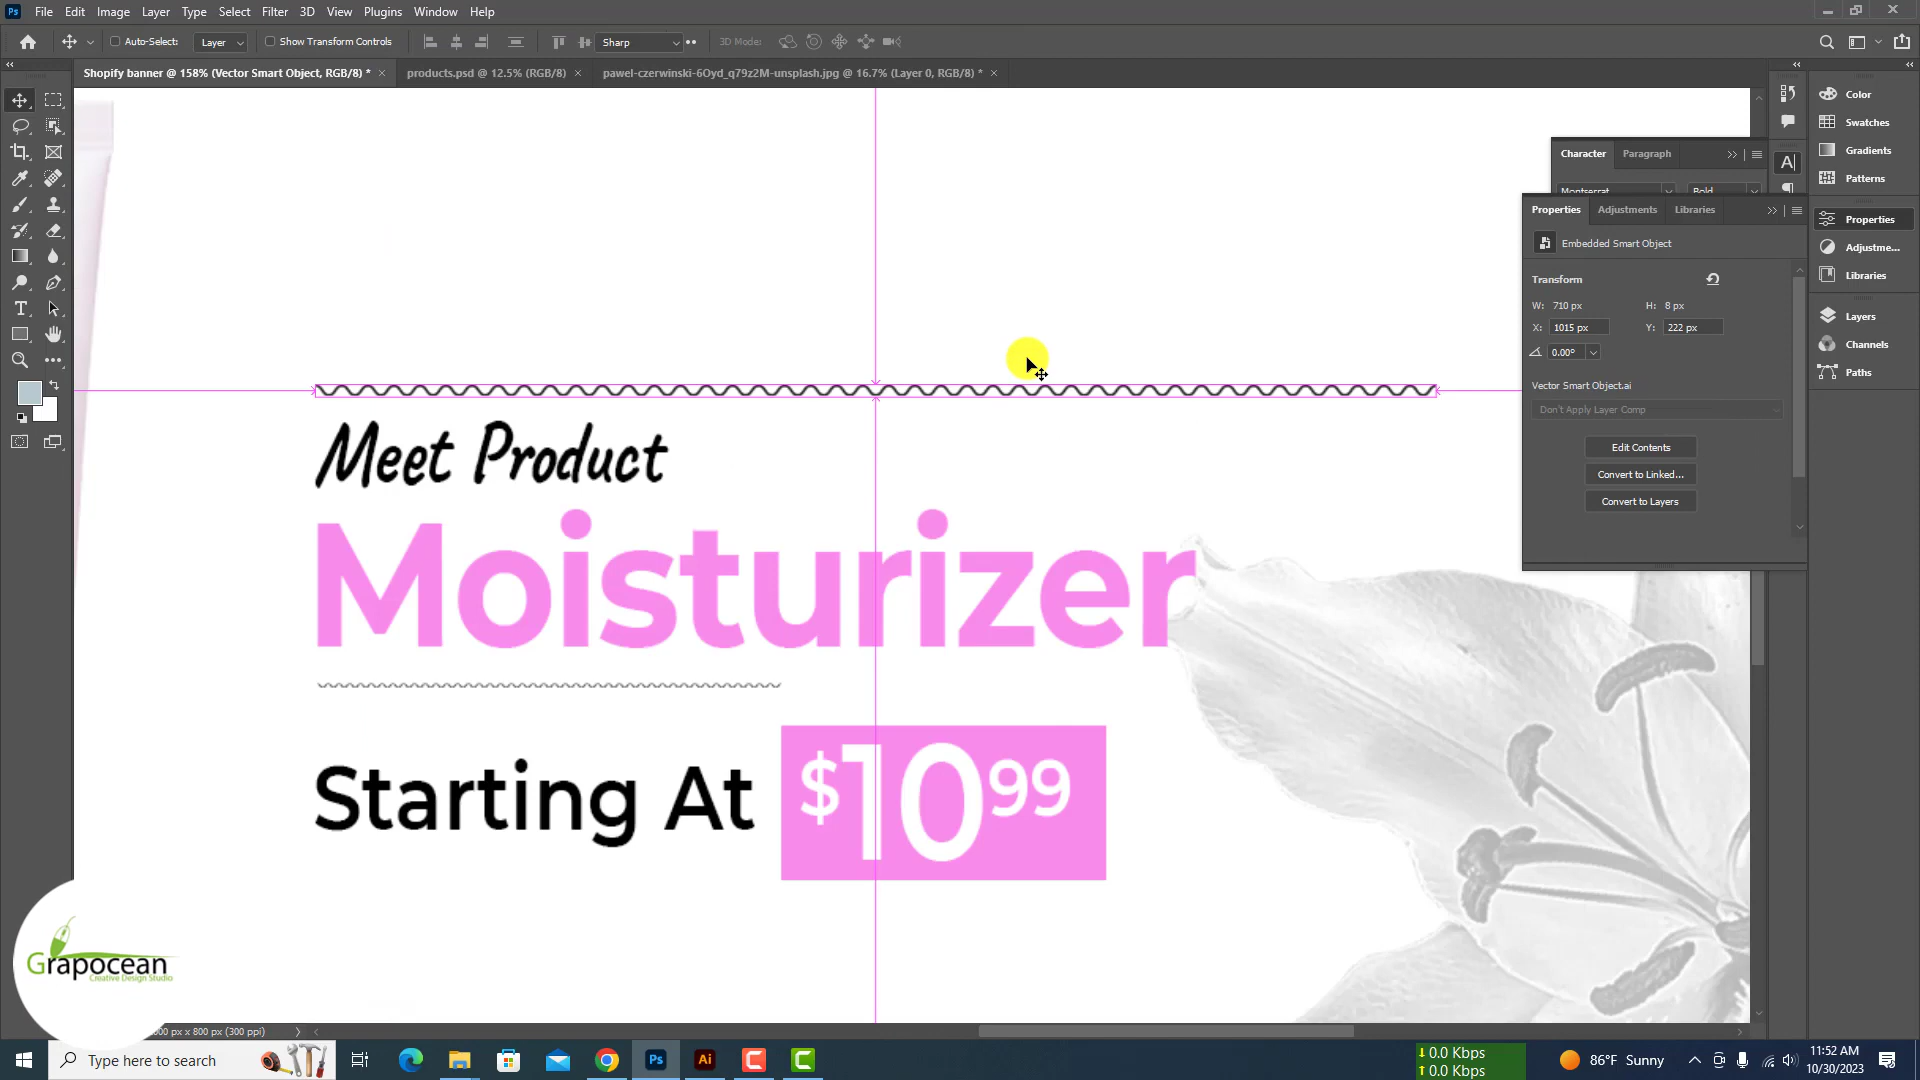 Ps File Edit Image Layer Type Select Filter 3D View Plugins Window Help
Auto-Select: Layer Show Transform Controls Sharp 3D Mode:
Shopify banner @ 158% (Vector Smart Object, RGB/8) * products.psd @ 12.5% (RGB/8) pawel-czerwinski-6Oyd_q79z2M-unsplash.jpg @ 16.7% (Layer 0, RGB/8) *
Color
Swatches
Gradients
Patterns
Properties
Adjustme...
Libraries
Layers
Channels
Paths
Character Paragraph
Montserrat Bold
Properties Adjustments Libraries
Embedded Smart Object
Transform
W: 710 px H: 8 px
X: 1015 px Y: 222 px
0.00°
Vector Smart Object.ai
Don't Apply Layer Comp
Edit Contents
Convert to Linked...
Convert to Layers
Meet Product
Moisturizer
Starting At $10 99
Grapocean
Creative Design Studio
px x 800 px (300 ppi)
Type here to search
Ps Ai
0.0 Kbps
0.0 Kbps
86°F Sunny
11:52 AM
10/30/2023